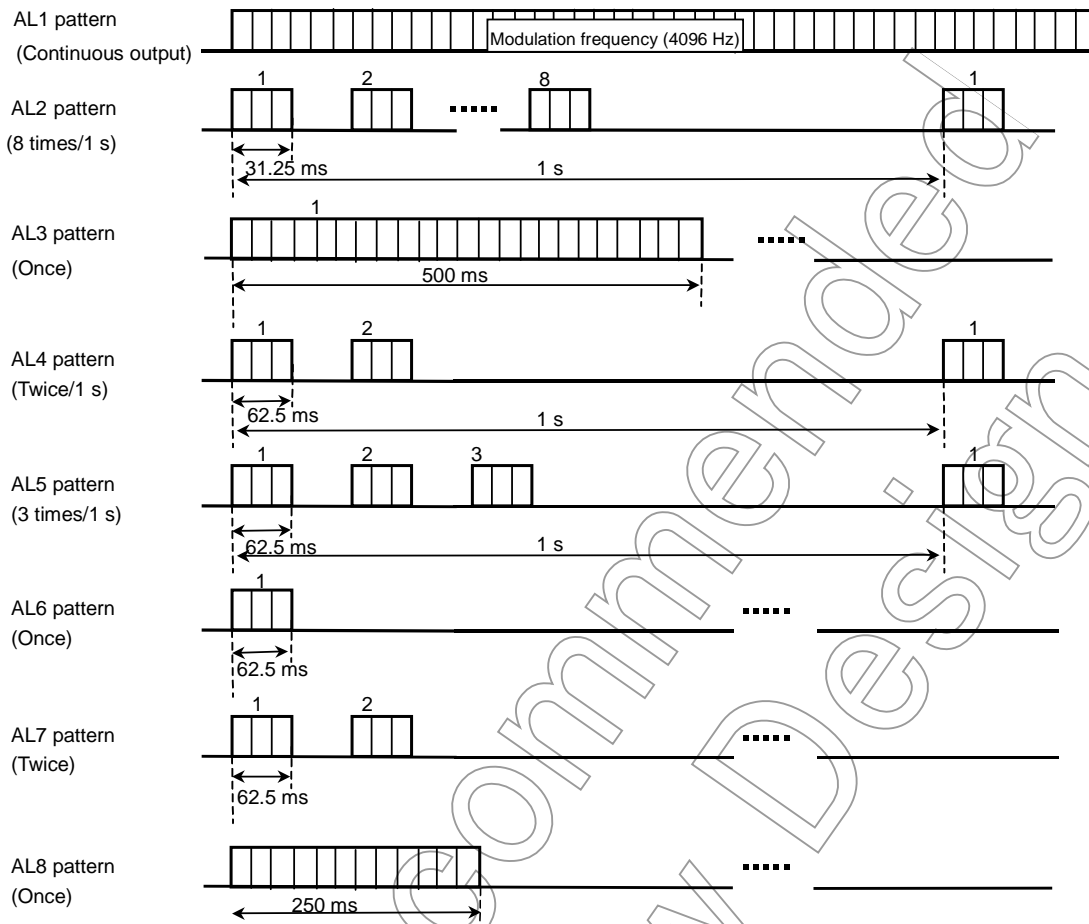 AL1 pattern
(Continuous output)
Modulation frequency (4096 Hz)
1 2 8 1
AL2 pattern
(8 times/1 s)
31.25 ms
1 s
1
AL3 pattern
(Once)
500 ms
1 2 1
AL4 pattern
(Twice/1 s)
62.5 ms
1 s
1 2 3 1
AL5 pattern
(3 times/1 s)
62.5 ms
1 s
1
AL6 pattern
(Once)
62.5 ms
1 2
AL7 pattern
(Twice)
62.5 ms
AL8 pattern
(Once)
250 ms
commended
Design